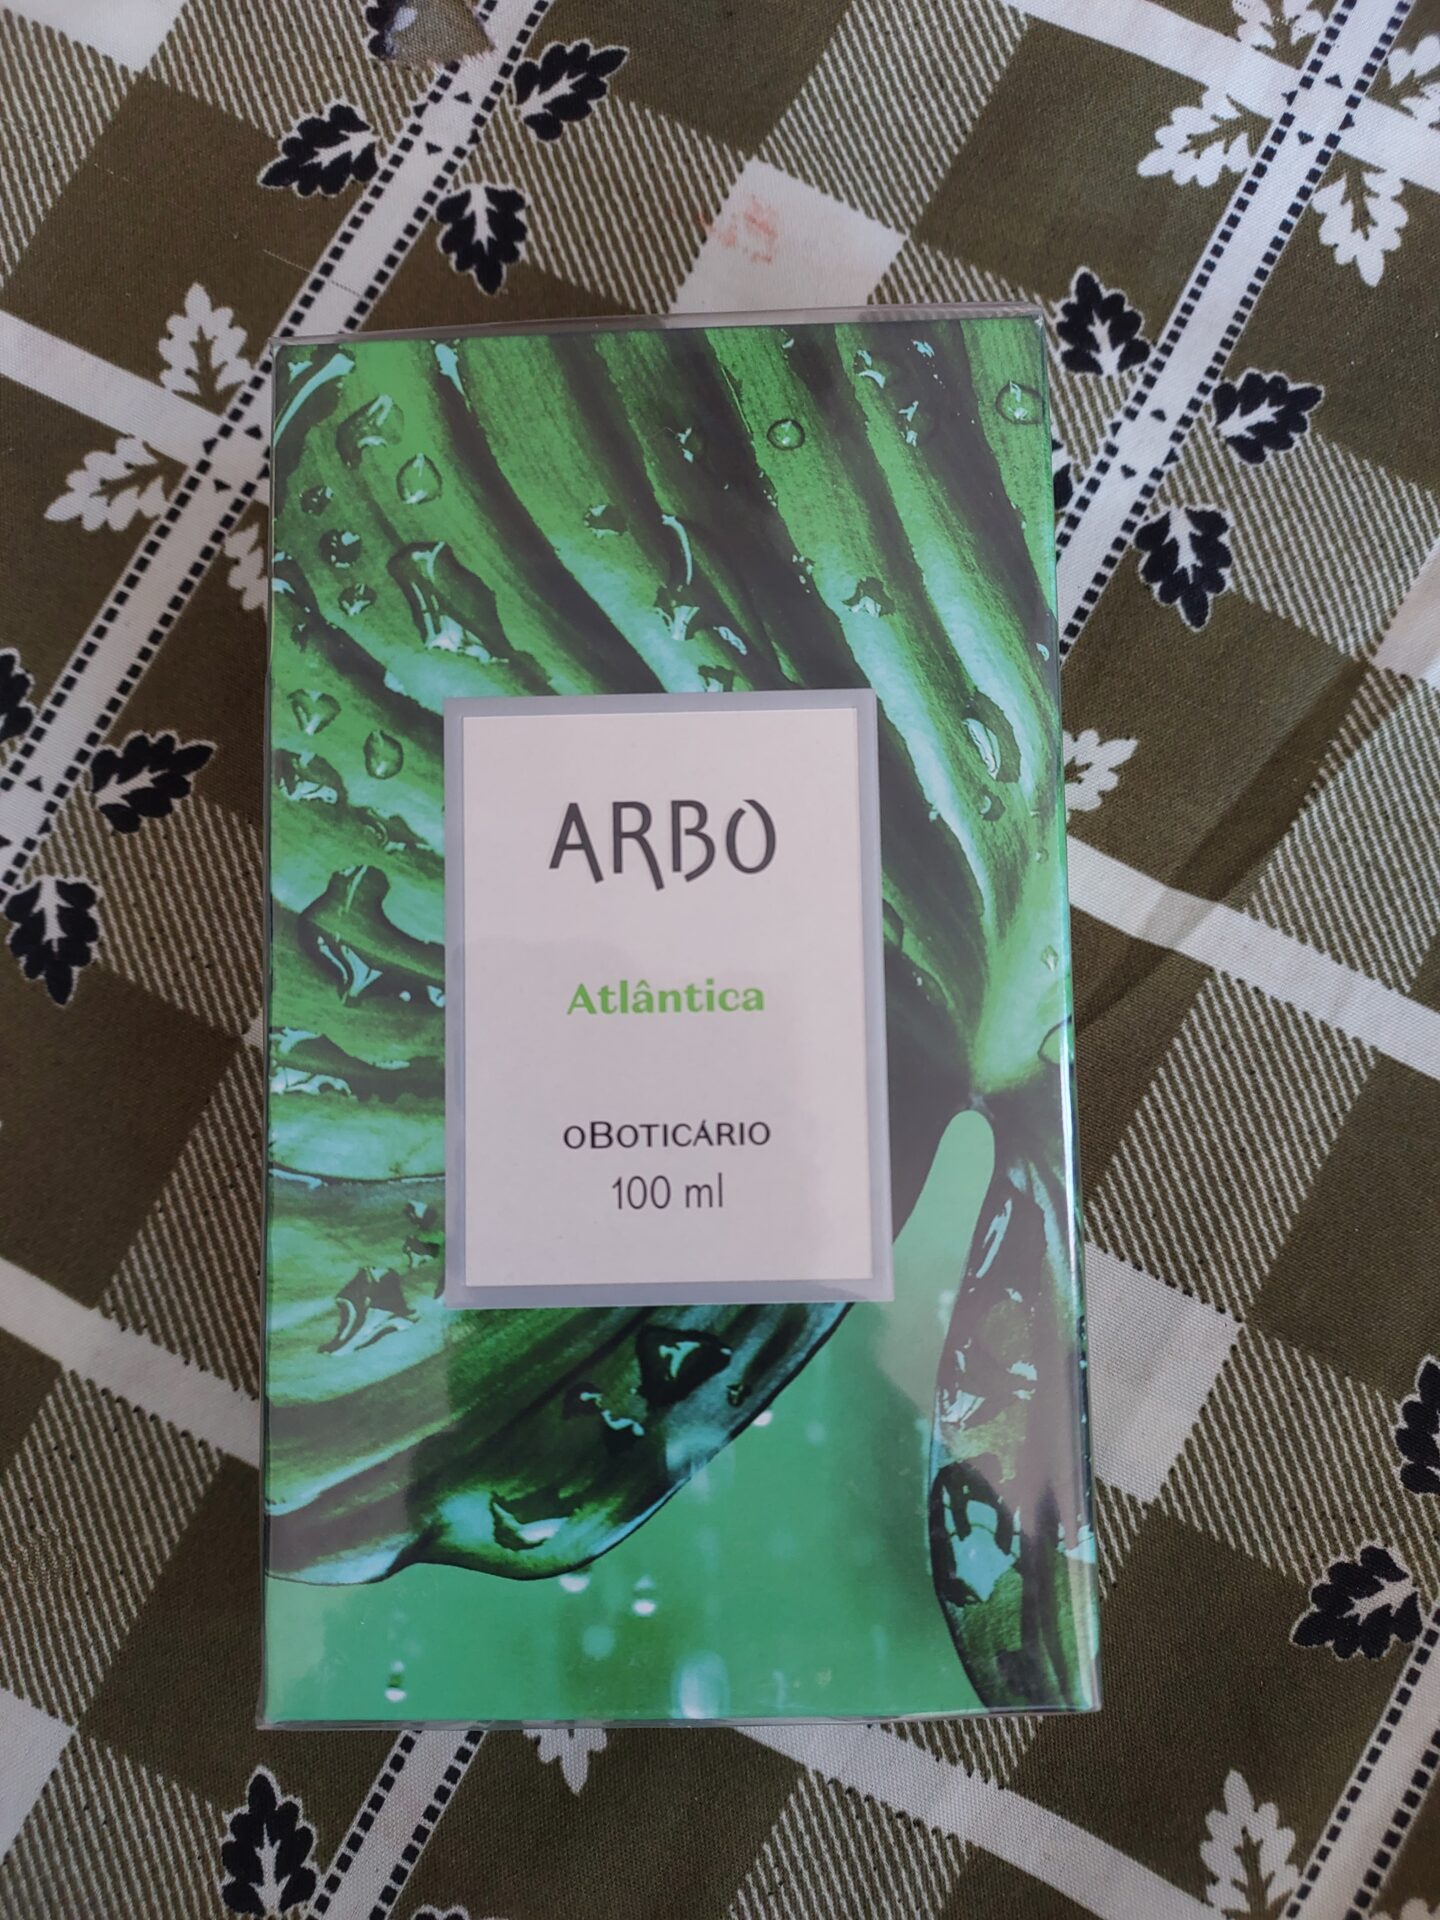 ARBO
Atlântica
oBOTICÁRIO
100 ml